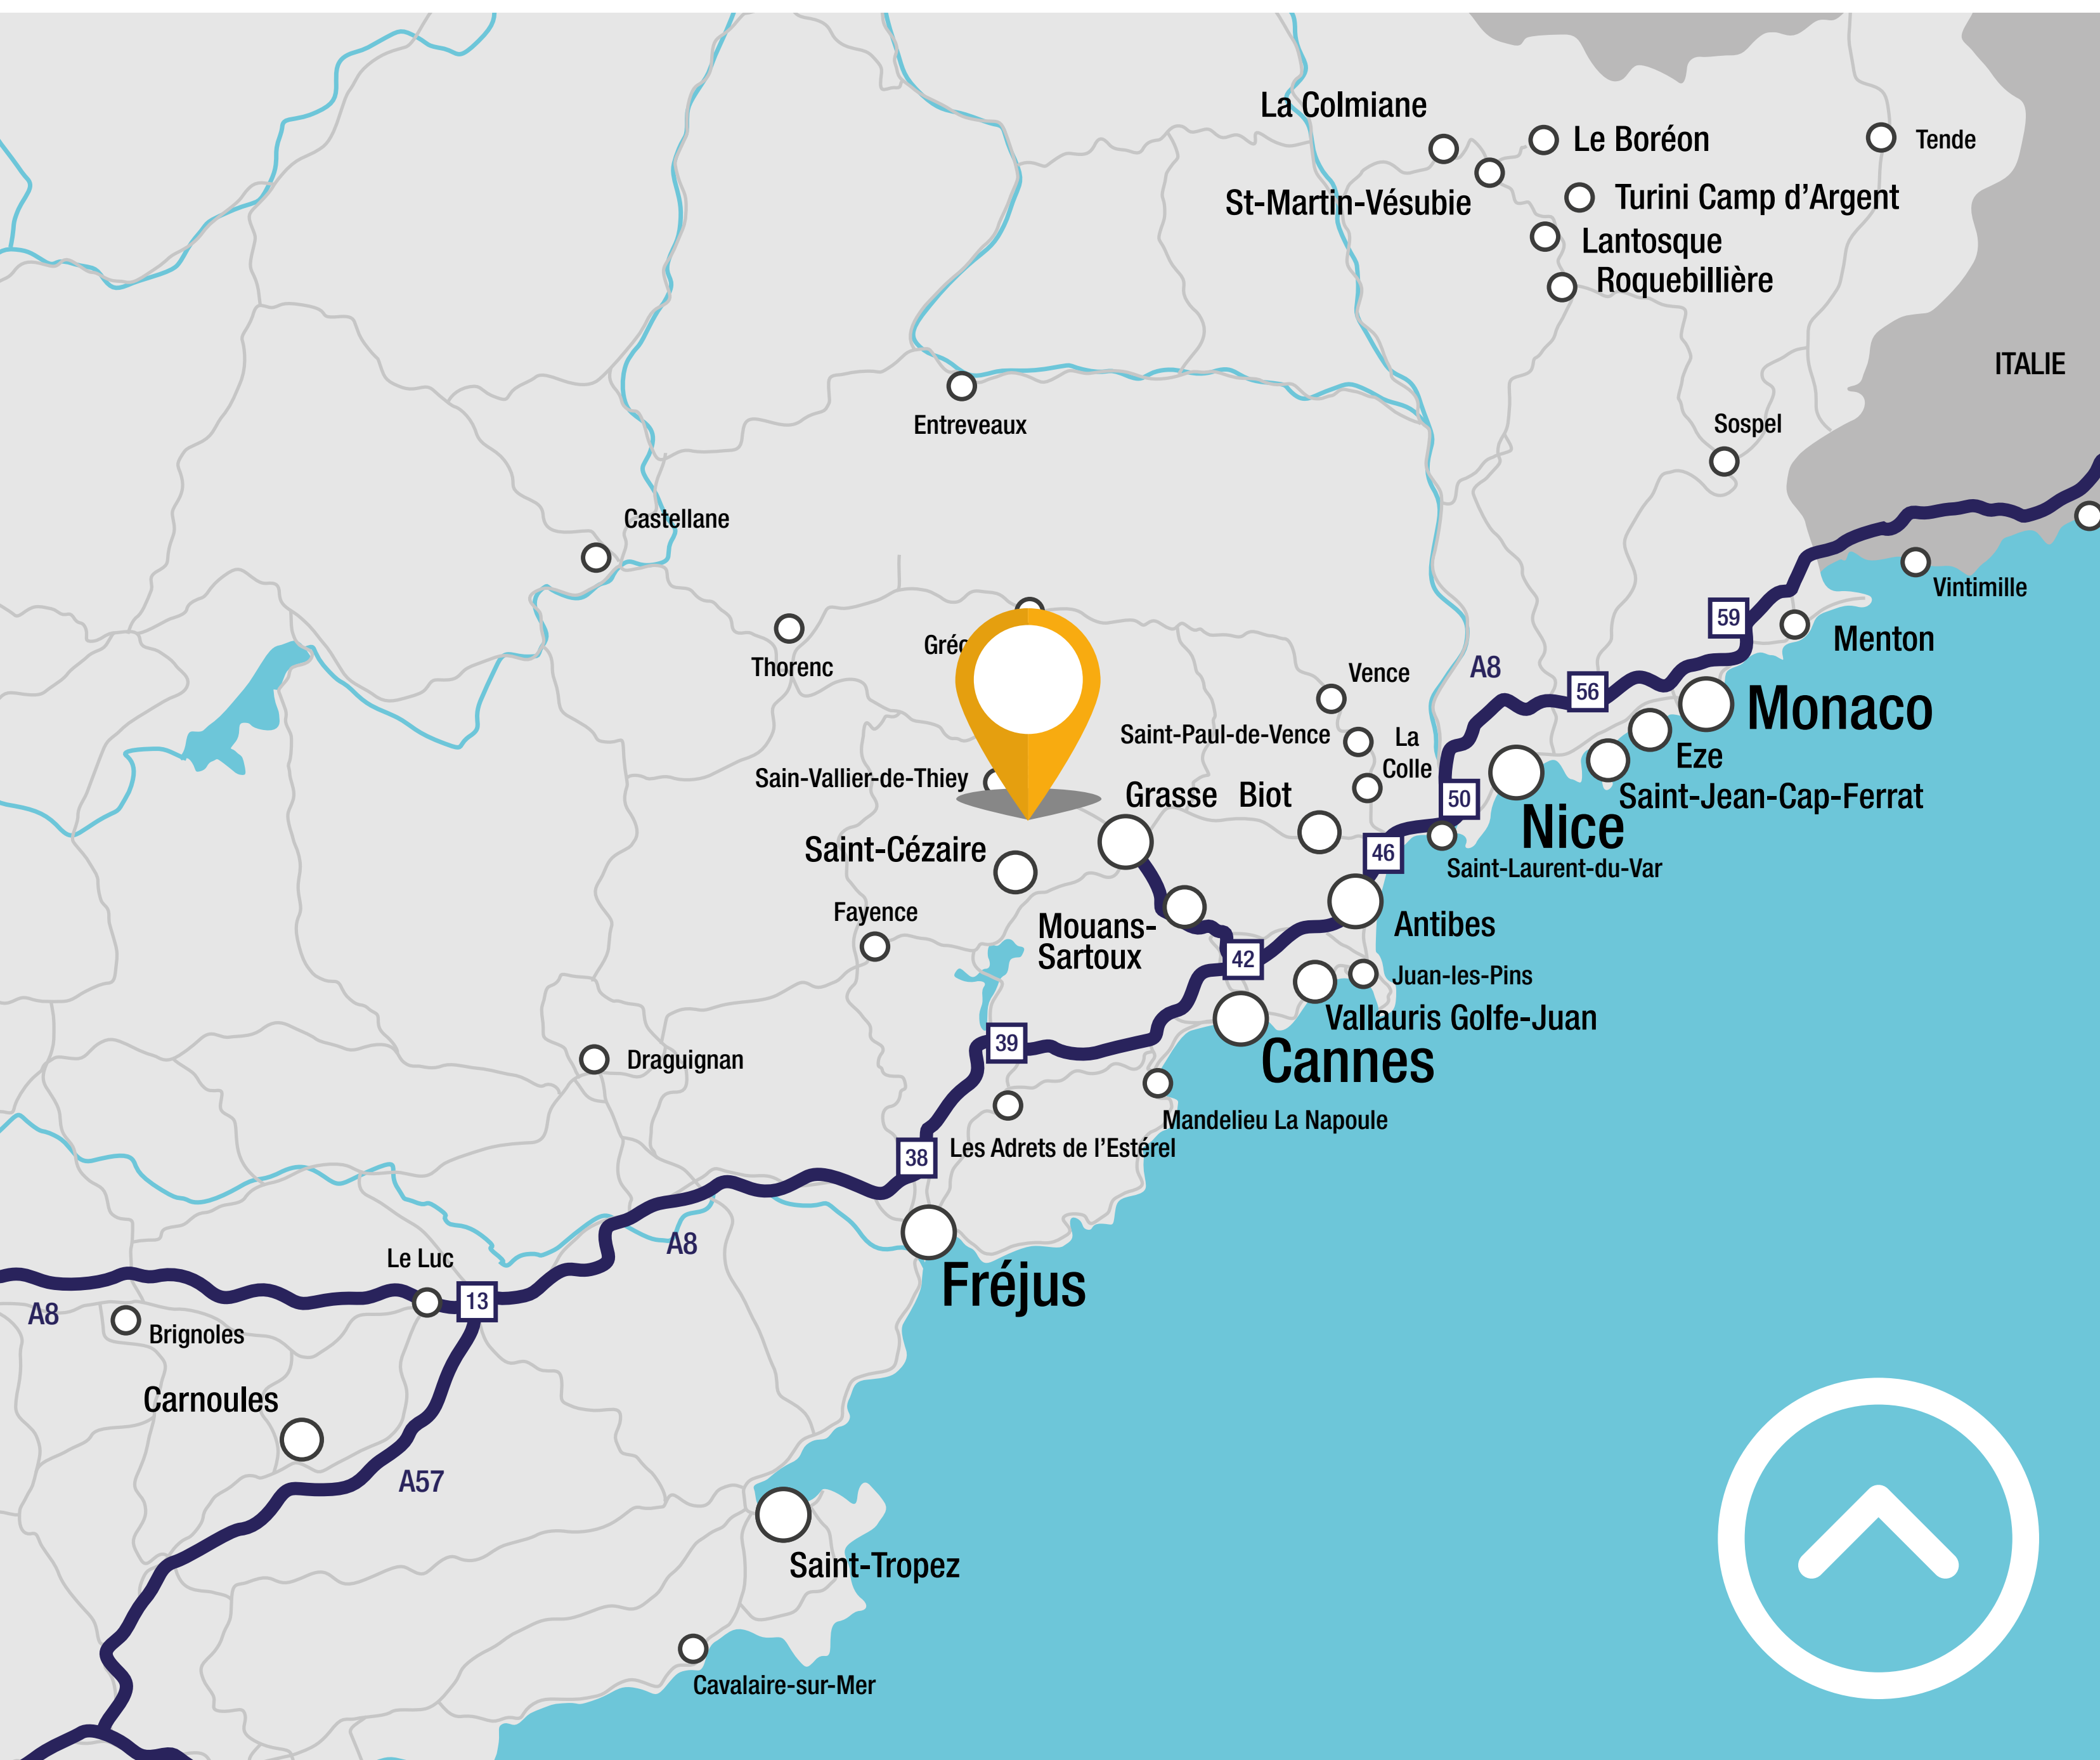 La Colmiane
Le Boréon
Tende
St-Martin-Vésubie
Turini Camp d'Argent
Lantosque
Roquebillière
ITALIE
Entreveaux
Sospel
Castellane
Vintimille
59
Menton
Thorenc
Gréo
Vence
A8
56
Monaco
Saint-Paul-de-Vence
La
Colle
Eze
Sain-Vallier-de-Thiey
Grasse
Biot
50
Saint-Jean-Cap-Ferrat
Nice
Saint-Cézaire
46
Saint-Laurent-du-Var
Fayence
Mouans-
Sartoux
Antibes
42
Juan-les-Pins
Vallauris Golfe-Juan
39
Cannes
Draguignan
Mandelieu La Napoule
38
Les Adrets de l'Estérel
A8
Le Luc
Fréjus
13
A8
Brignoles
Carnoules
A57
Saint-Tropez
Cavalaire-sur-Mer